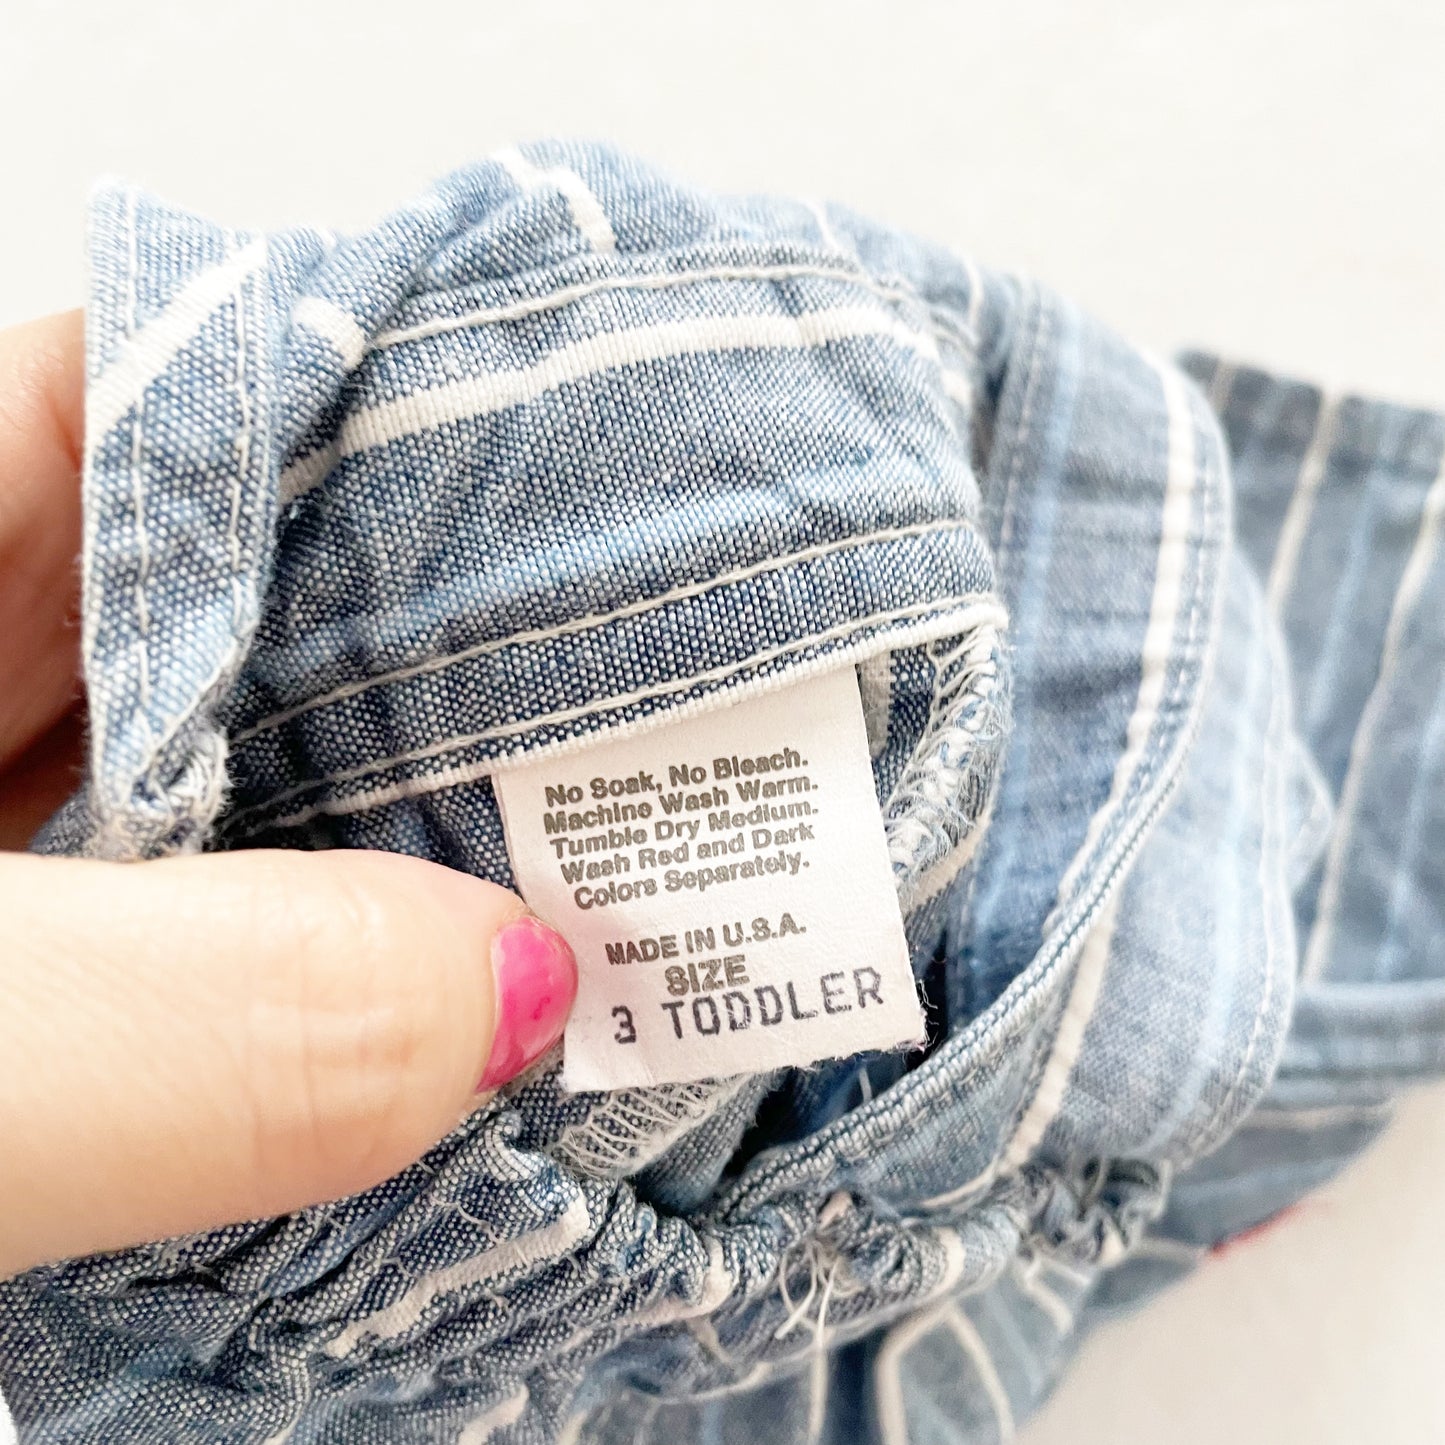 No Soak, No Bleach.
Machine Wash Warm.
Tumble Dry Medium.
Wash Red and Dark
Colors Separately.
MADE IN U.S.A.
SIZE
3 TODDLER